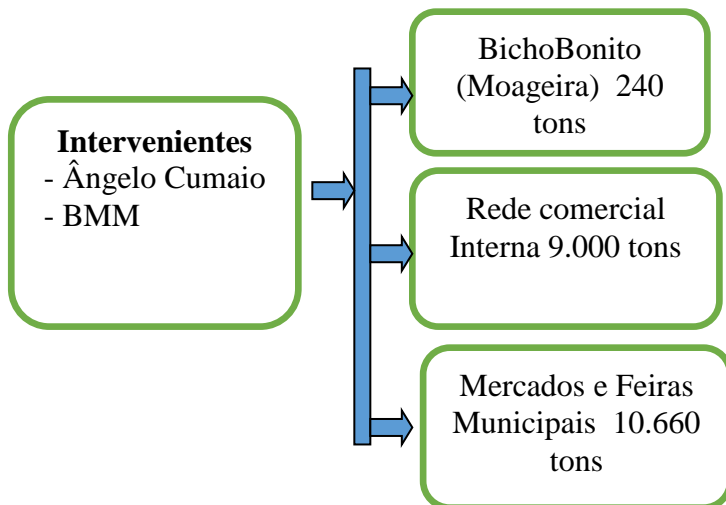 Intervenientes
- Ângelo Cumaio
- BMM
BichoBonito
(Moageira) 240
tons
Rede comercial
Interna 9.000 tons
Mercados e Feiras
Municipais 10.660
tons